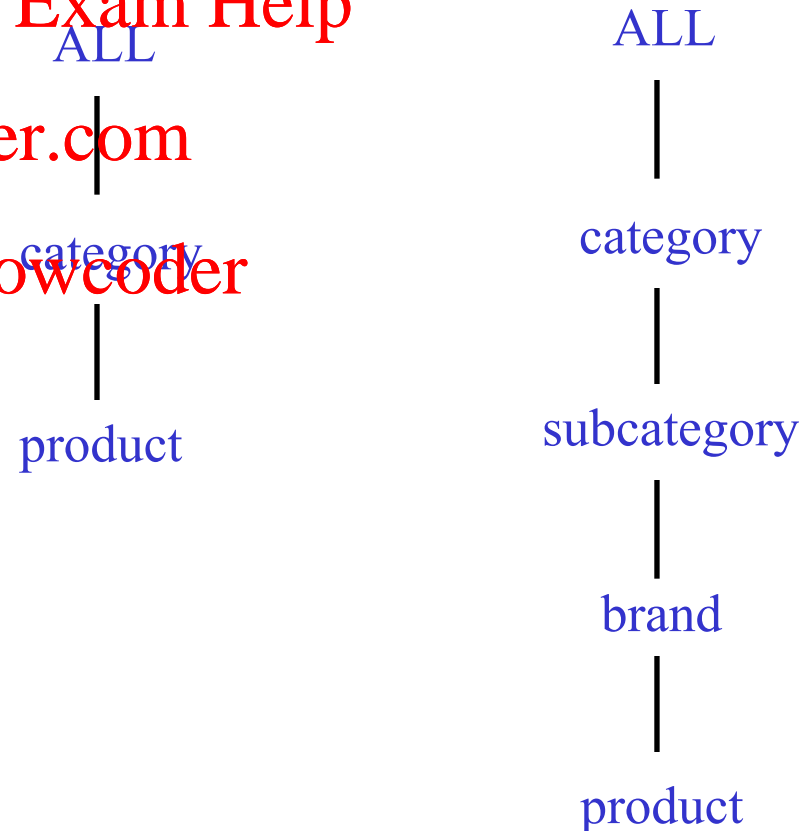 Exam Help
ALL
er.com
category
owcoder
product
ALL
category
subcategory
brand
product